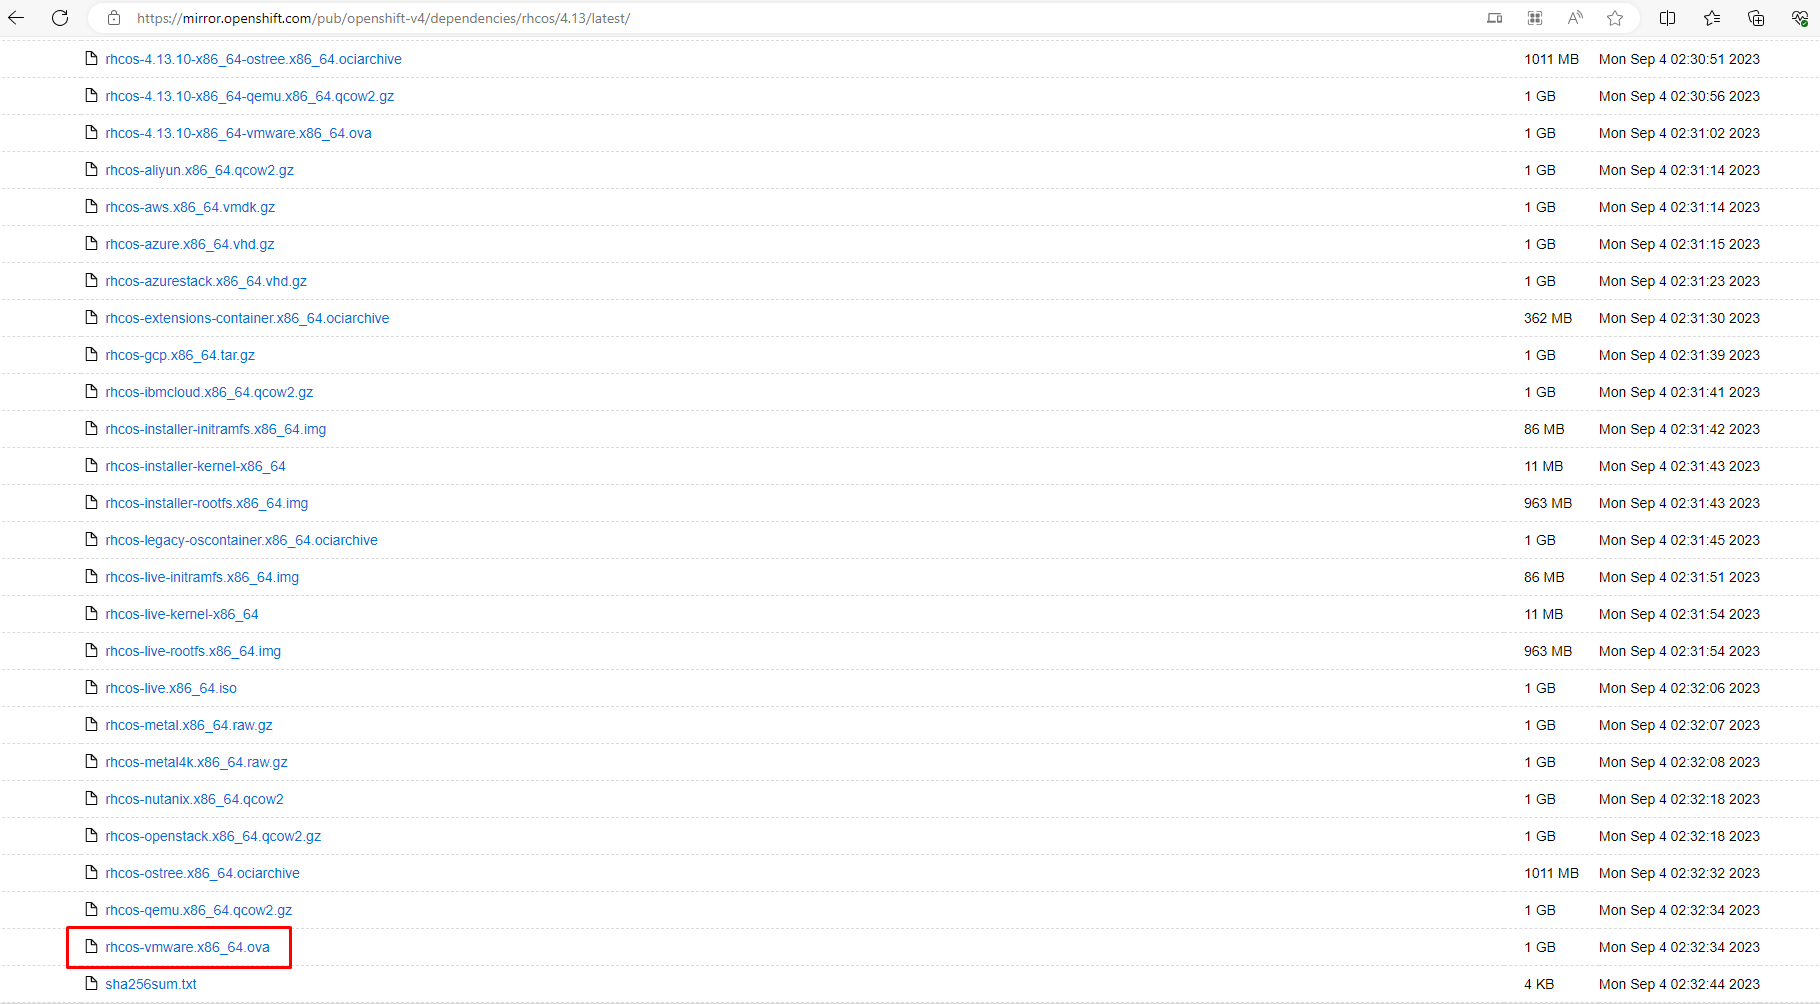 https://mirror.openshift.com/pub/openshift-v4/dependencies/rhcos/4.13/latest/
rhcos-4.13.10-x86_64-ostree.x86_64.ociarchive 1011 MB Mon Sep 4 02:30:51 2023
rhcos-4.13.10-x86_64-qemu.x86_64.qcow2.gz 1 GB Mon Sep 4 02:30:56 2023
rhcos-4.13.10-x86_64-vmware.x86_64.ova 1 GB Mon Sep 4 02:31:02 2023
rhcos-aliyun.x86_64.qcow2.gz 1 GB Mon Sep 4 02:31:14 2023
rhcos-aws.x86_64.vmdk.gz 1 GB Mon Sep 4 02:31:14 2023
rhcos-azure.x86_64.vhd.gz 1 GB Mon Sep 4 02:31:15 2023
rhcos-azurestack.x86_64.vhd.gz 1 GB Mon Sep 4 02:31:23 2023
rhcos-extensions-container.x86_64.ociarchive 362 MB Mon Sep 4 02:31:30 2023
rhcos-gcp.x86_64.tar.gz 1 GB Mon Sep 4 02:31:39 2023
rhcos-ibmcloud.x86_64.qcow2.gz 1 GB Mon Sep 4 02:31:41 2023
rhcos-installer-initramfs.x86_64.img 86 MB Mon Sep 4 02:31:42 2023
rhcos-installer-kernel-x86_64 11 MB Mon Sep 4 02:31:43 2023
rhcos-installer-rootfs.x86_64.img 963 MB Mon Sep 4 02:31:43 2023
rhcos-legacy-oscontainer.x86_64.ociarchive 1 GB Mon Sep 4 02:31:45 2023
rhcos-live-initramfs.x86_64.img 86 MB Mon Sep 4 02:31:51 2023
rhcos-live-kernel-x86_64 11 MB Mon Sep 4 02:31:54 2023
rhcos-live-rootfs.x86_64.img 963 MB Mon Sep 4 02:31:54 2023
rhcos-live.x86_64.iso 1 GB Mon Sep 4 02:32:06 2023
rhcos-metal.x86_64.raw.gz 1 GB Mon Sep 4 02:32:07 2023
rhcos-metal4k.x86_64.raw.gz 1 GB Mon Sep 4 02:32:08 2023
rhcos-nutanix.x86_64.qcow2 1 GB Mon Sep 4 02:32:18 2023
rhcos-openstack.x86_64.qcow2.gz 1 GB Mon Sep 4 02:32:18 2023
rhcos-ostree.x86_64.ociarchive 1011 MB Mon Sep 4 02:32:32 2023
rhcos-qemu.x86_64.qcow2.gz 1 GB Mon Sep 4 02:32:34 2023
rhcos-vmware.x86_64.ova 1 GB Mon Sep 4 02:32:34 2023
sha256sum.txt 4 KB Mon Sep 4 02:32:44 2023